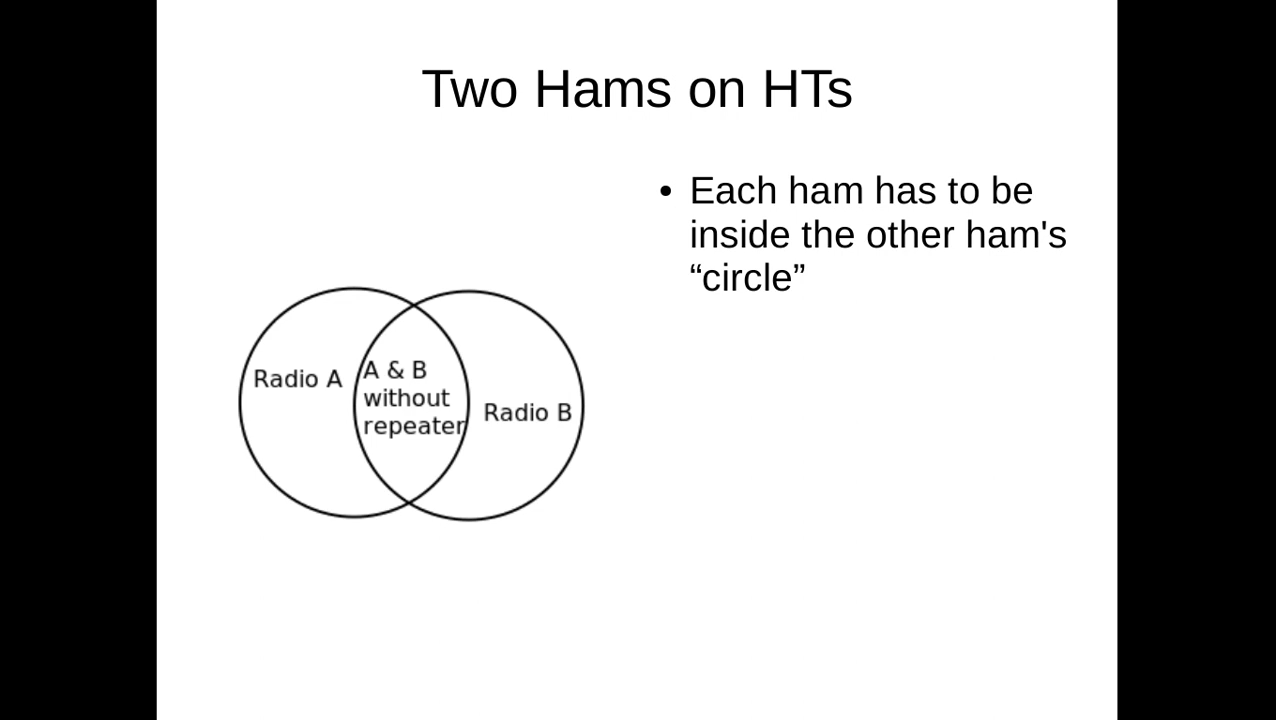 Two Hams on HTs
• Each ham has to be
inside the other ham's
“circle”
Radio A
A & B
without
repeater
Radio B